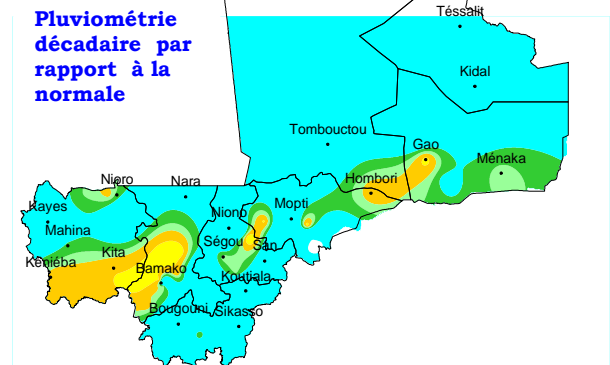 Pluviométrie
décadaire par
rapport à la
normale
Téssalit
Kidal
Tombouctou
Gao
Ménaka
Hombori
Nioro
Nara
Kayes
Niono
Mopti
Mahina
Ségou
San
Kéniéba
Kita
Bamako
Koutiala
Bougouni
Sikasso